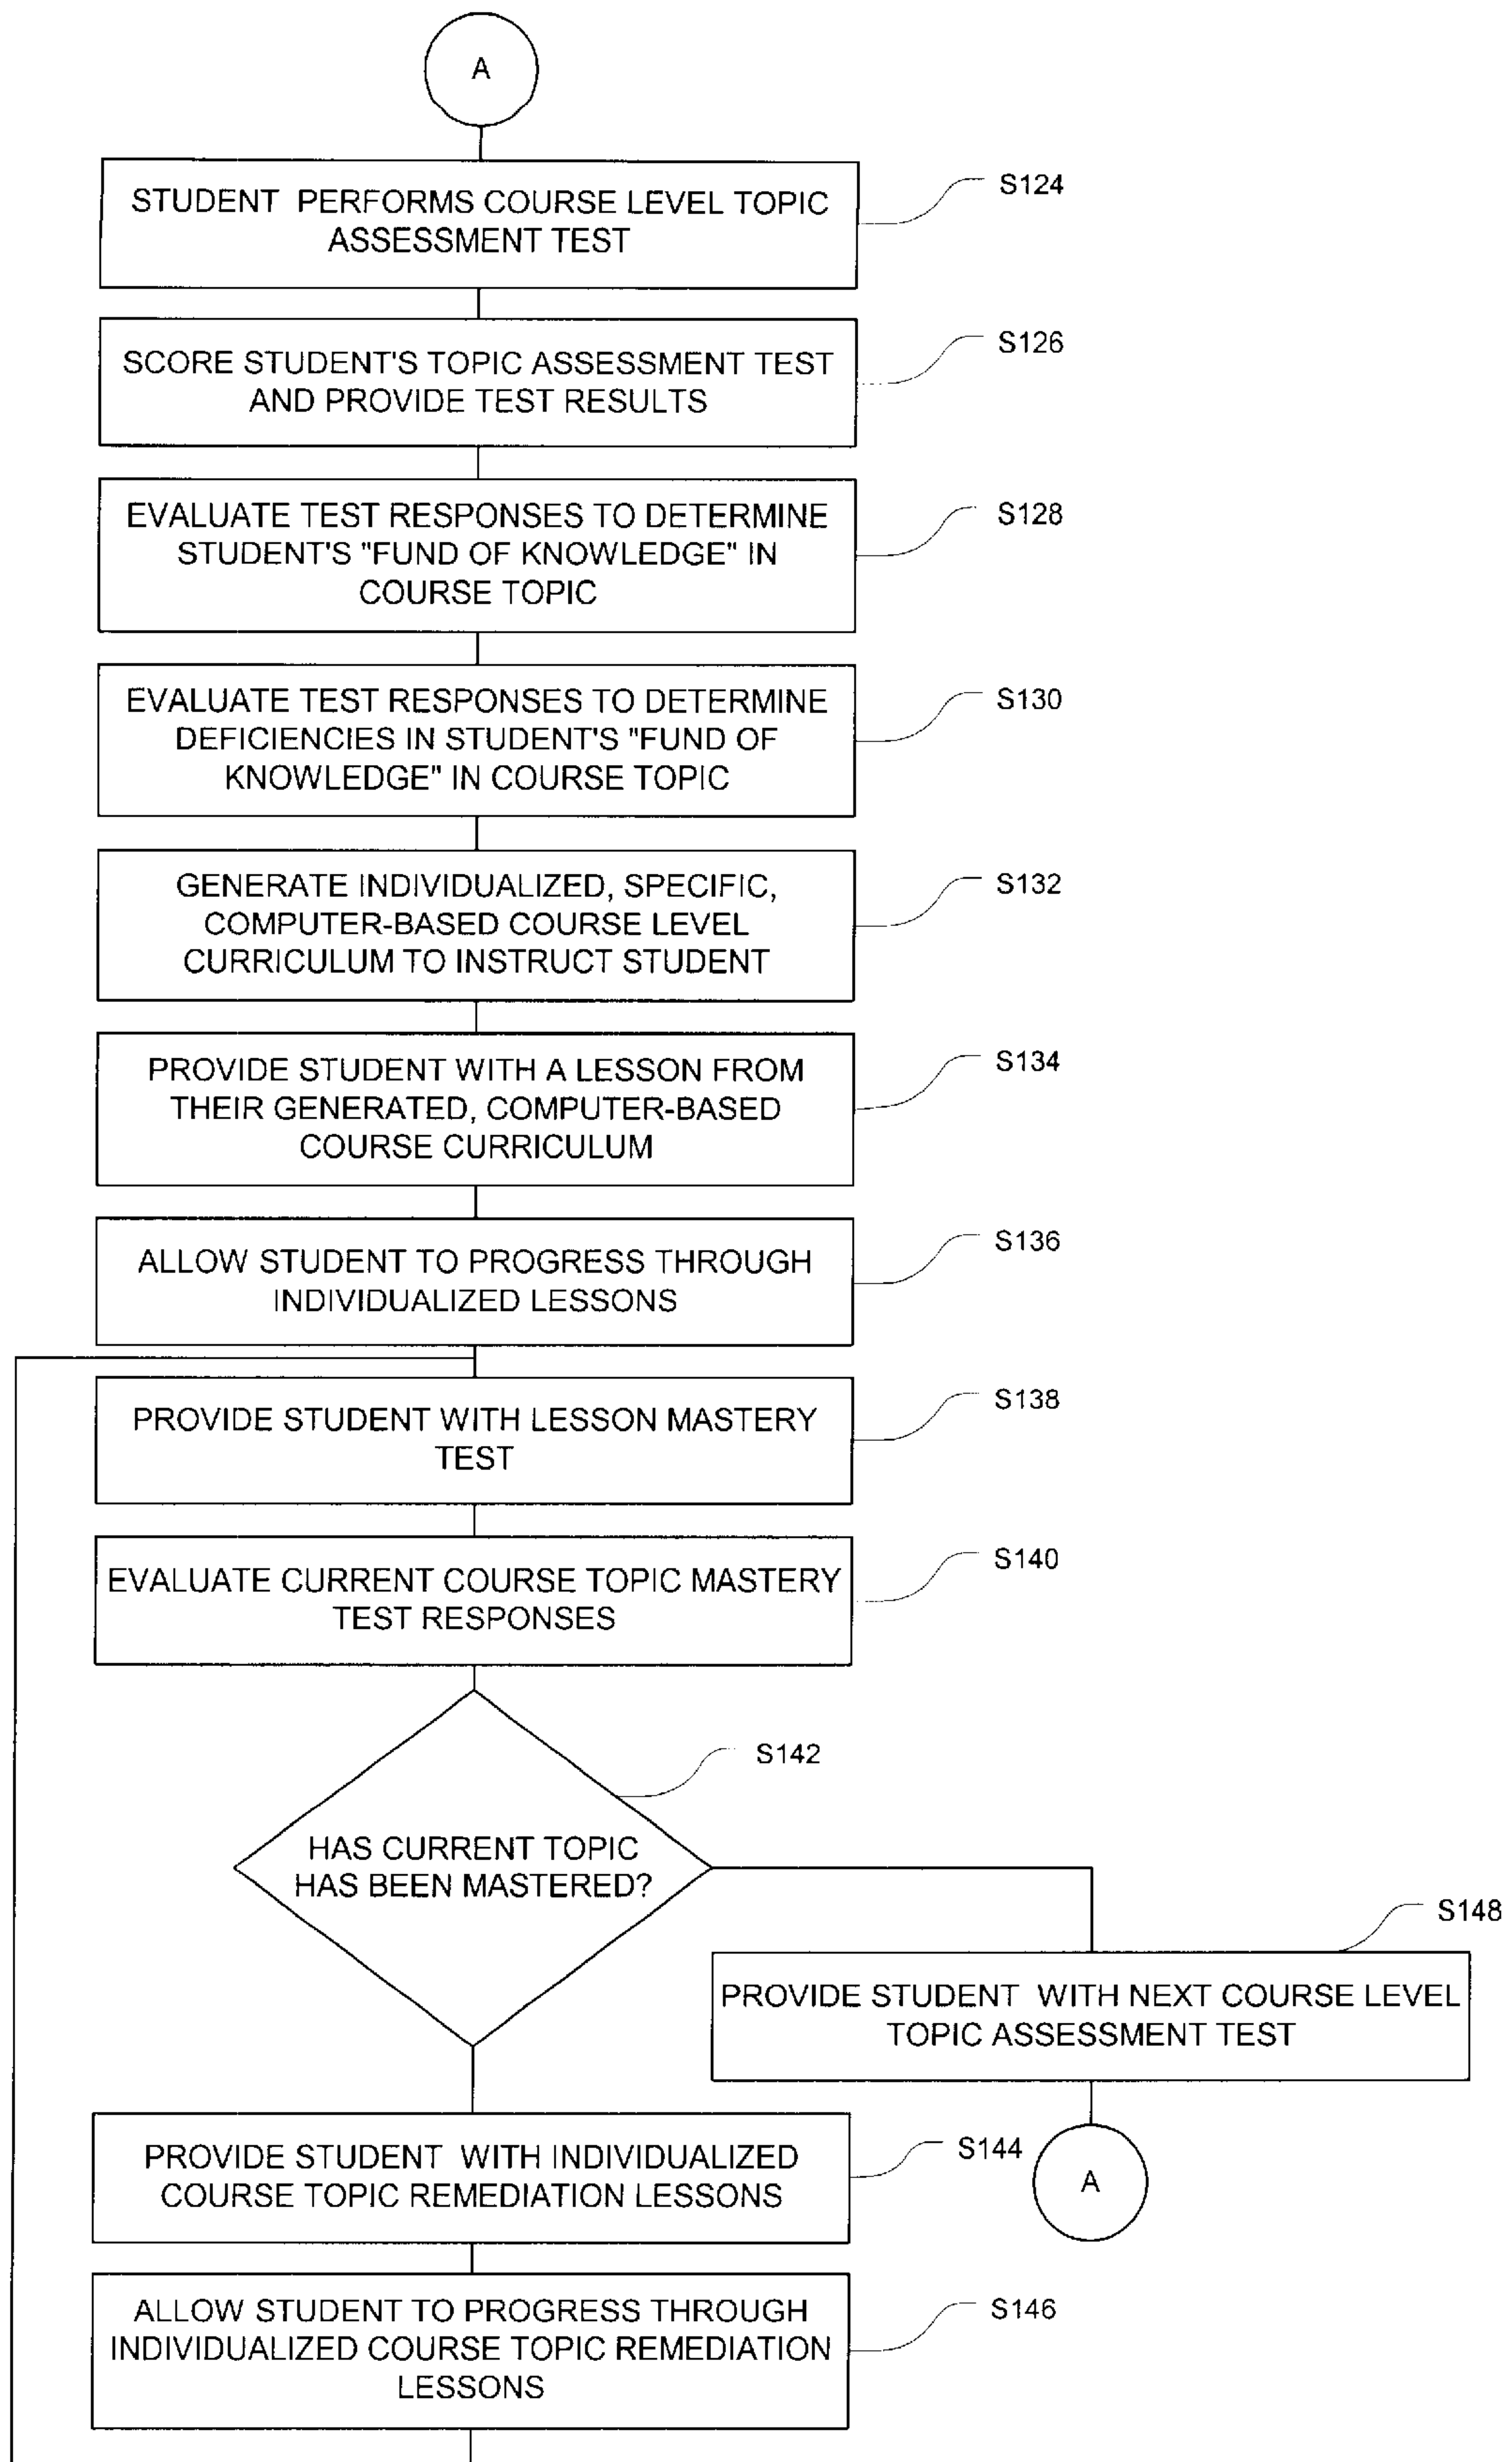 A
STUDENT PERFORMS COURSE LEVEL TOPIC
ASSESSMENT TEST
S124
SCORE STUDENT'S TOPIC ASSESSMENT TEST
AND PROVIDE TEST RESULTS
S126
EVALUATE TEST RESPONSES TO DETERMINE
STUDENT'S "FUND OF KNOWLEDGE" IN
COURSE TOPIC
S128
EVALUATE TEST RESPONSES TO DETERMINE
DEFICIENCIES IN STUDENT'S "FUND OF
KNOWLEDGE" IN COURSE TOPIC
S130
GENERATE INDIVIDUALIZED, SPECIFIC,
COMPUTER-BASED COURSE LEVEL
CURRICULUM TO INSTRUCT STUDENT
S132
PROVIDE STUDENT WITH A LESSON FROM
THEIR GENERATED, COMPUTER-BASED
COURSE CURRICULUM
S134
ALLOW STUDENT TO PROGRESS THROUGH
INDIVIDUALIZED LESSONS
S136
PROVIDE STUDENT WITH LESSON MASTERY
TEST
S138
EVALUATE CURRENT COURSE TOPIC MASTERY
TEST RESPONSES
S140
HAS CURRENT TOPIC
HAS BEEN MASTERED?
S142
PROVIDE STUDENT WITH NEXT COURSE LEVEL
TOPIC ASSESSMENT TEST
S148
A
PROVIDE STUDENT WITH INDIVIDUALIZED
COURSE TOPIC REMEDIATION LESSONS
S144
ALLOW STUDENT TO PROGRESS THROUGH
INDIVIDUALIZED COURSE TOPIC REMEDIATION
LESSONS
S146